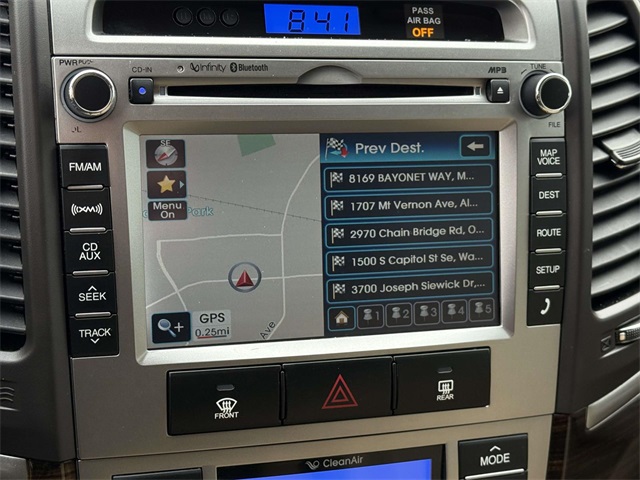 8:41
PASS
AIR BAG
OFF
PWR
CD-IN
Infinity Bluetooth
MP3
TUNE
FILE
FM/AM
((XM))
CD
AUX
SEEK
TRACK
SE
Menu
On
Park
GPS
0.25mi
Ave
Prev Dest.
8169 BAYONET WAY, M...
1707 Mt Vernon Ave, Al...
2970 Chain Bridge Rd, O...
1500 S Capitol St Se, Wa...
3700 Joseph Siewick Dr,...
1 2 3 4 5
MAP
VOICE
DEST
ROUTE
SETUP
FRONT
REAR
CleanAir
MODE